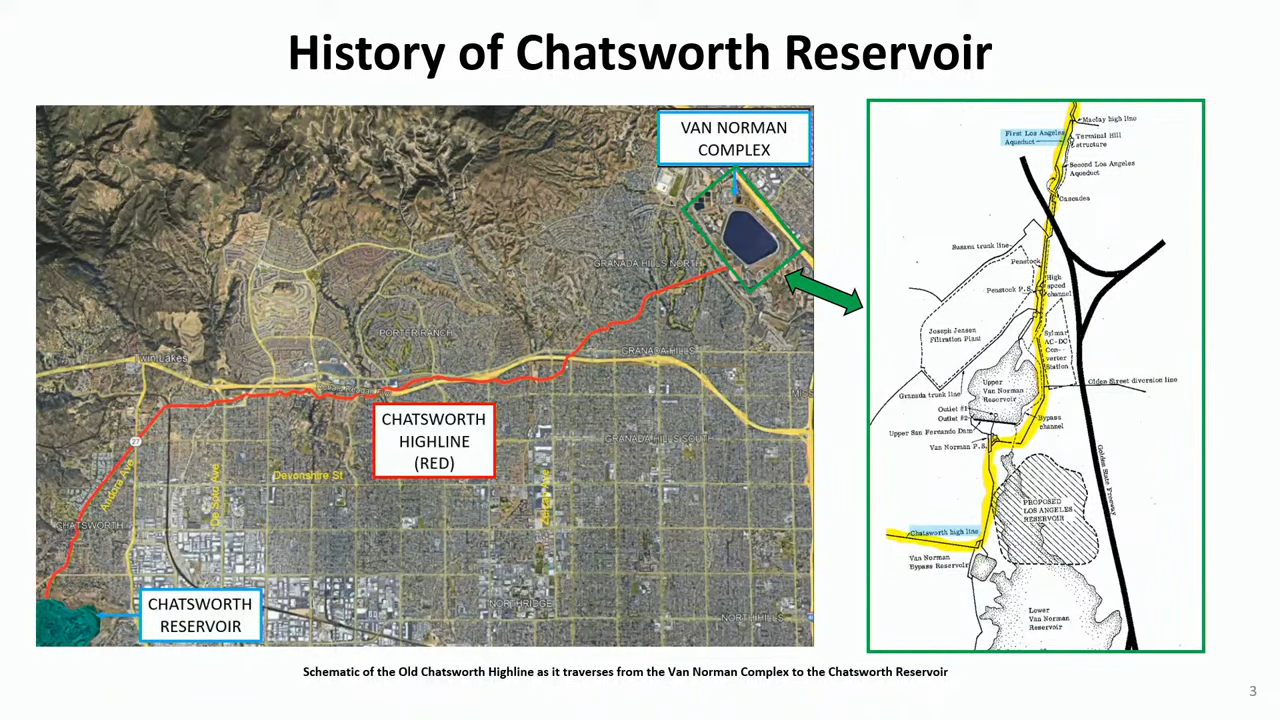 History of Chatsworth Reservoir
VAN NORMAN
COMPLEX
GRANADA HILLS NORTH
PORTER RANCH
Twin Lakes
GRANADA HILLS
CHATSWORTH
HIGHLINE
(RED)
27
GRANADA HILLS SOUTH
Devonshire St
Andora Ave
De Soto Ave
Zelzah Ave
CHATSWORTH
CHATSWORTH
RESERVOIR
NORTHRIDGE
NORTH HILLS
Maclay high line
First Los Angeles
Aqueduct
Terminal Hill
structure
Second Los Angeles
Aqueduct
Cascades
Susana trunk line
Penstock
High
speed
channel
Penstock P.S.
Joseph Jensen
Filtration Plant
Sylmar
AC-DC
Con-
verter
Station
Upper
Van Norman
Reservoir
Olden Street diversion line
Granada trunk line
Outlet #1
Outlet #2
Bypass
channel
Upper San Fernando Dam
Van Norman P.S.
Golden State Freeway
PROPOSED
LOS ANGELES
RESERVOIR
Chatsworth high line
Van Norman
Bypass Reservoir
Lower
Van Norman
Reservoir
Schematic of the Old Chatsworth Highline as it traverses from the Van Norman Complex to the Chatsworth Reservoir
3